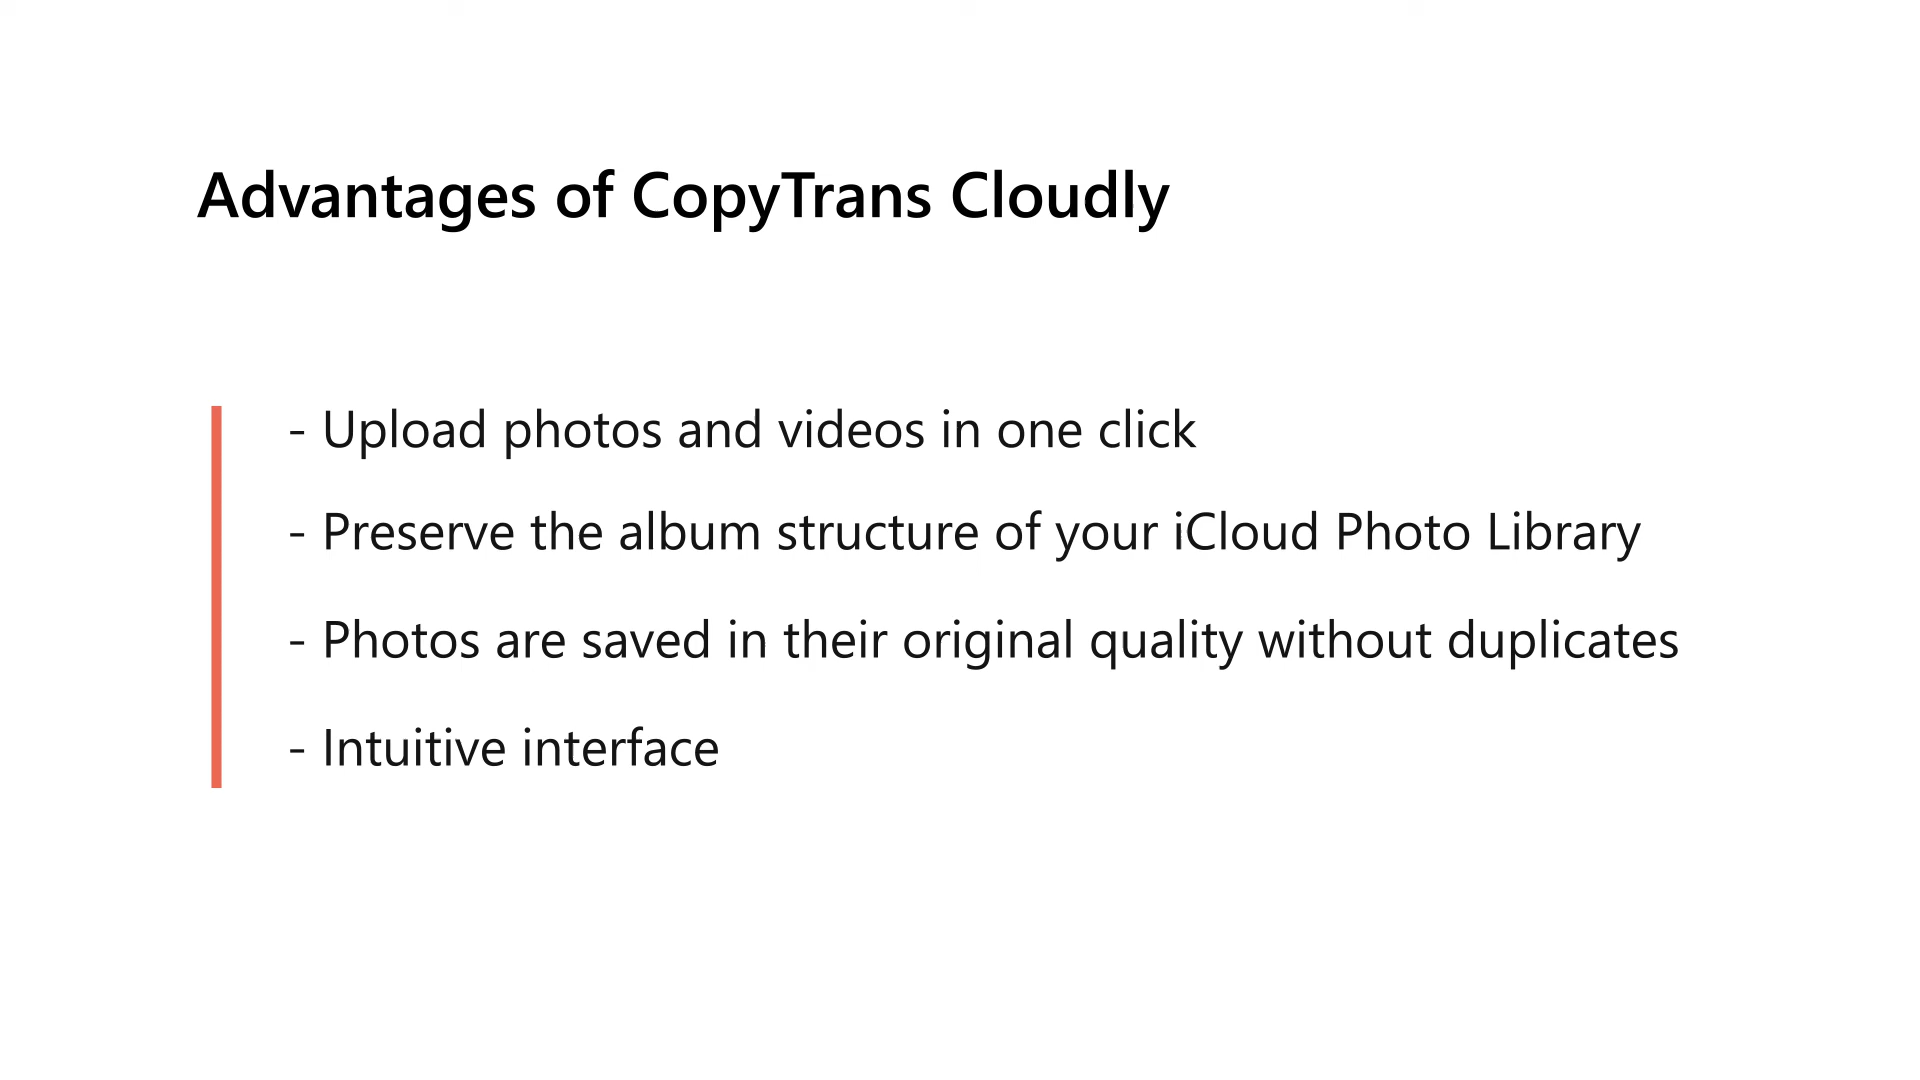 Advantages of CopyTrans Cloudly
- Upload photos and videos in one click
- Preserve the album structure of your iCloud Photo Library
- Photos are saved in their original quality without duplicates
- Intuitive interface